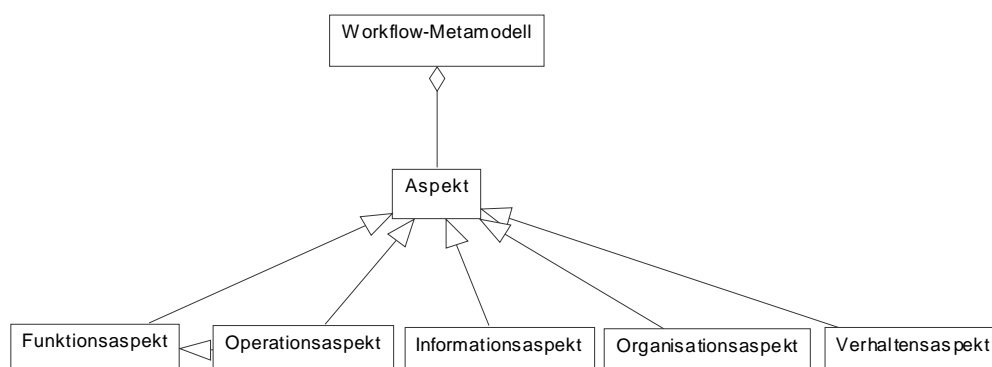 Workflow-Metamodell
Aspekt
Funktionsaspekt
Operationsaspekt
Informationsaspekt
Organisationsaspekt
Verhaltensaspekt